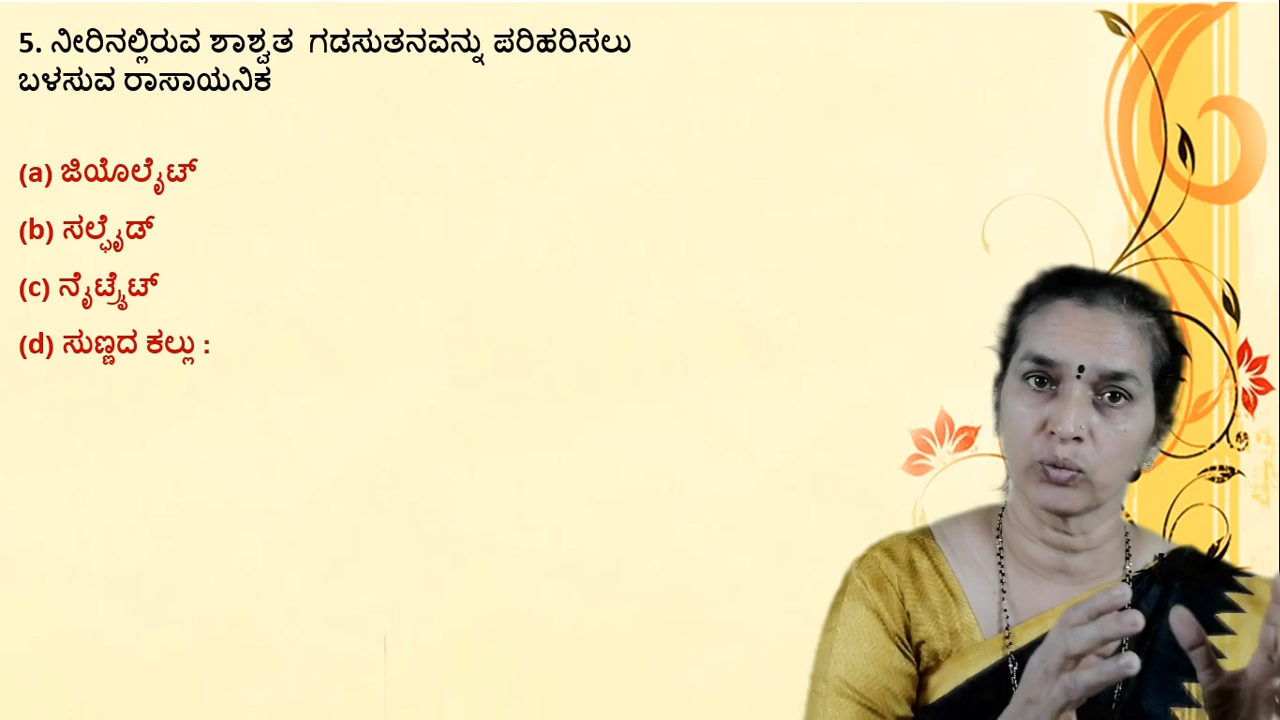 5. ನೀರಿನಲ್ಲಿರುವ ಶಾಶ್ವತ ಗಡಸುತನವನ್ನು ಪರಿಹರಿಸಲು
ಬಳಸುವ ರಾಸಾಯನಿಕ
(a) ಜಿಯೊಲೈಟ್
(b) ಸಲ್ಫೈಡ್
(c) ನೈಟ್ರೈಟ್
(d) ಸುಣ್ಣದ ಕಲ್ಲು :